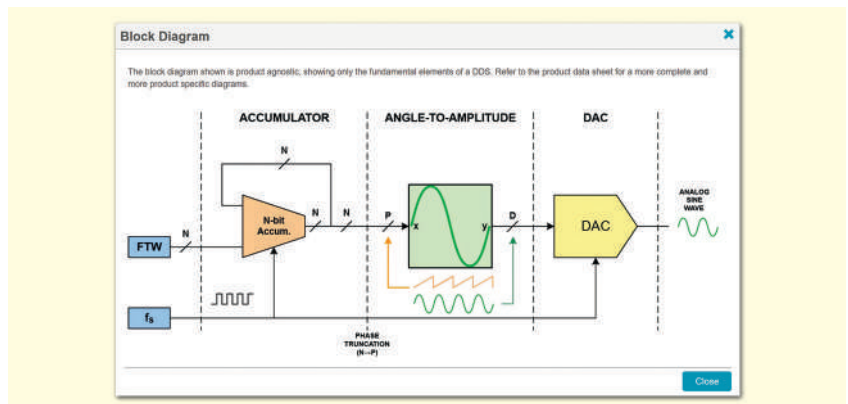 Block Diagram
The block diagram shown is product agnostic, showing only the fundamental elements of a DDS. Refer to the product data sheet for a more complete and
more product specific diagrams.
ACCUMULATOR
ANGLE-TO-AMPLITUDE
DAC
N
N-bit
Accum.
N
N
P
x
y
D
DAC
ANALOG
SINE
WAVE
FTW
N
fs
PHASE
TRUNCATION
(N→P)
Close